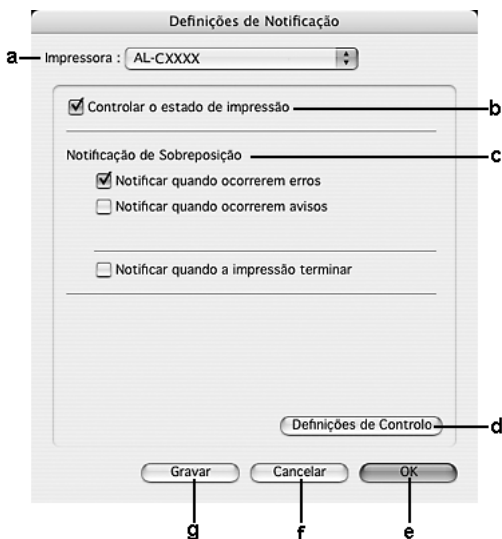 Definições de Notificação
a Impressora : AL-CXXXX
Controlar o estado de impressão b
Notificação de Sobreposição c
Notificar quando ocorrerem erros
Notificar quando ocorrerem avisos
Notificar quando a impressão terminar
Definições de Controlo d
Gravar Cancelar OK
g f e